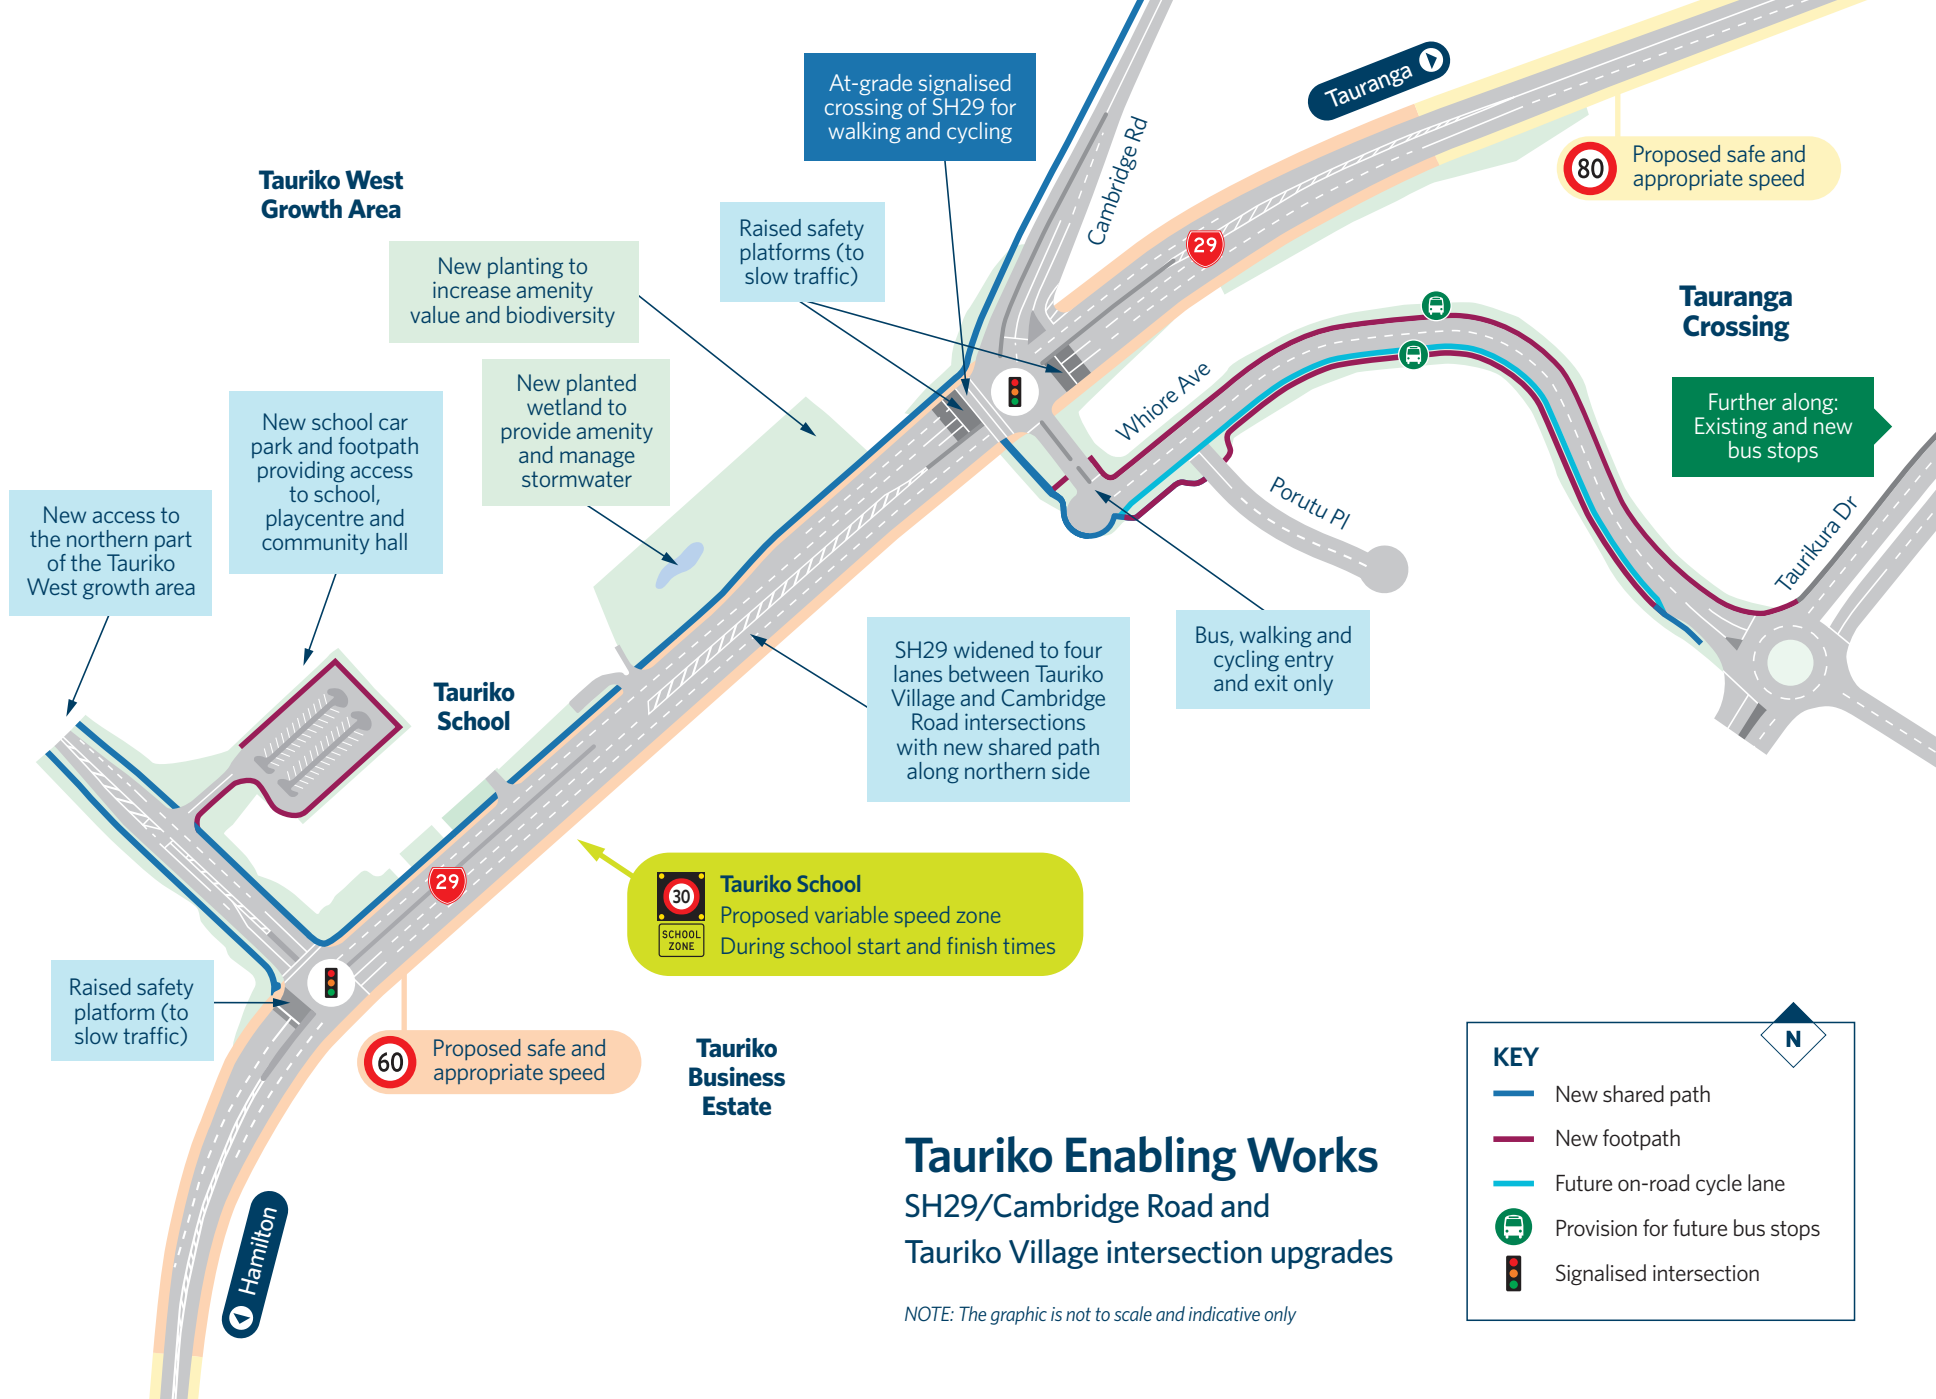 At-grade signalised
crossing of SH29 for
walking and cycling
Tauranga
Cambridge Rd
80
Proposed safe and
appropriate speed
Tauriko West
Growth Area
Raised safety
platforms (to
slow traffic)
29
New planting to
increase amenity
value and biodiversity
Tauranga
Crossing
New planted
wetland to
provide amenity
and manage
stormwater
Whiore Ave
Further along:
Existing and new
bus stops
New school car
park and footpath
providing access
to school,
playcentre and
community hall
Porutu Pl
Taurikura Dr
New access to
the northern part
of the Tauriko
West growth area
Bus, walking and
cycling entry
and exit only
SH29 widened to four
lanes between Tauriko
Village and Cambridge
Road intersections
with new shared path
along northern side
Tauriko
School
29
30
SCHOOL
ZONE
Tauriko School
Proposed variable speed zone
During school start and finish times
Raised safety
platform (to
slow traffic)
60
Proposed safe and
appropriate speed
Tauriko
Business
Estate
Hamilton
Tauriko Enabling Works
SH29/Cambridge Road and
Tauriko Village intersection upgrades
NOTE: The graphic is not to scale and indicative only
N
KEY
New shared path
New footpath
Future on-road cycle lane
Provision for future bus stops
Signalised intersection